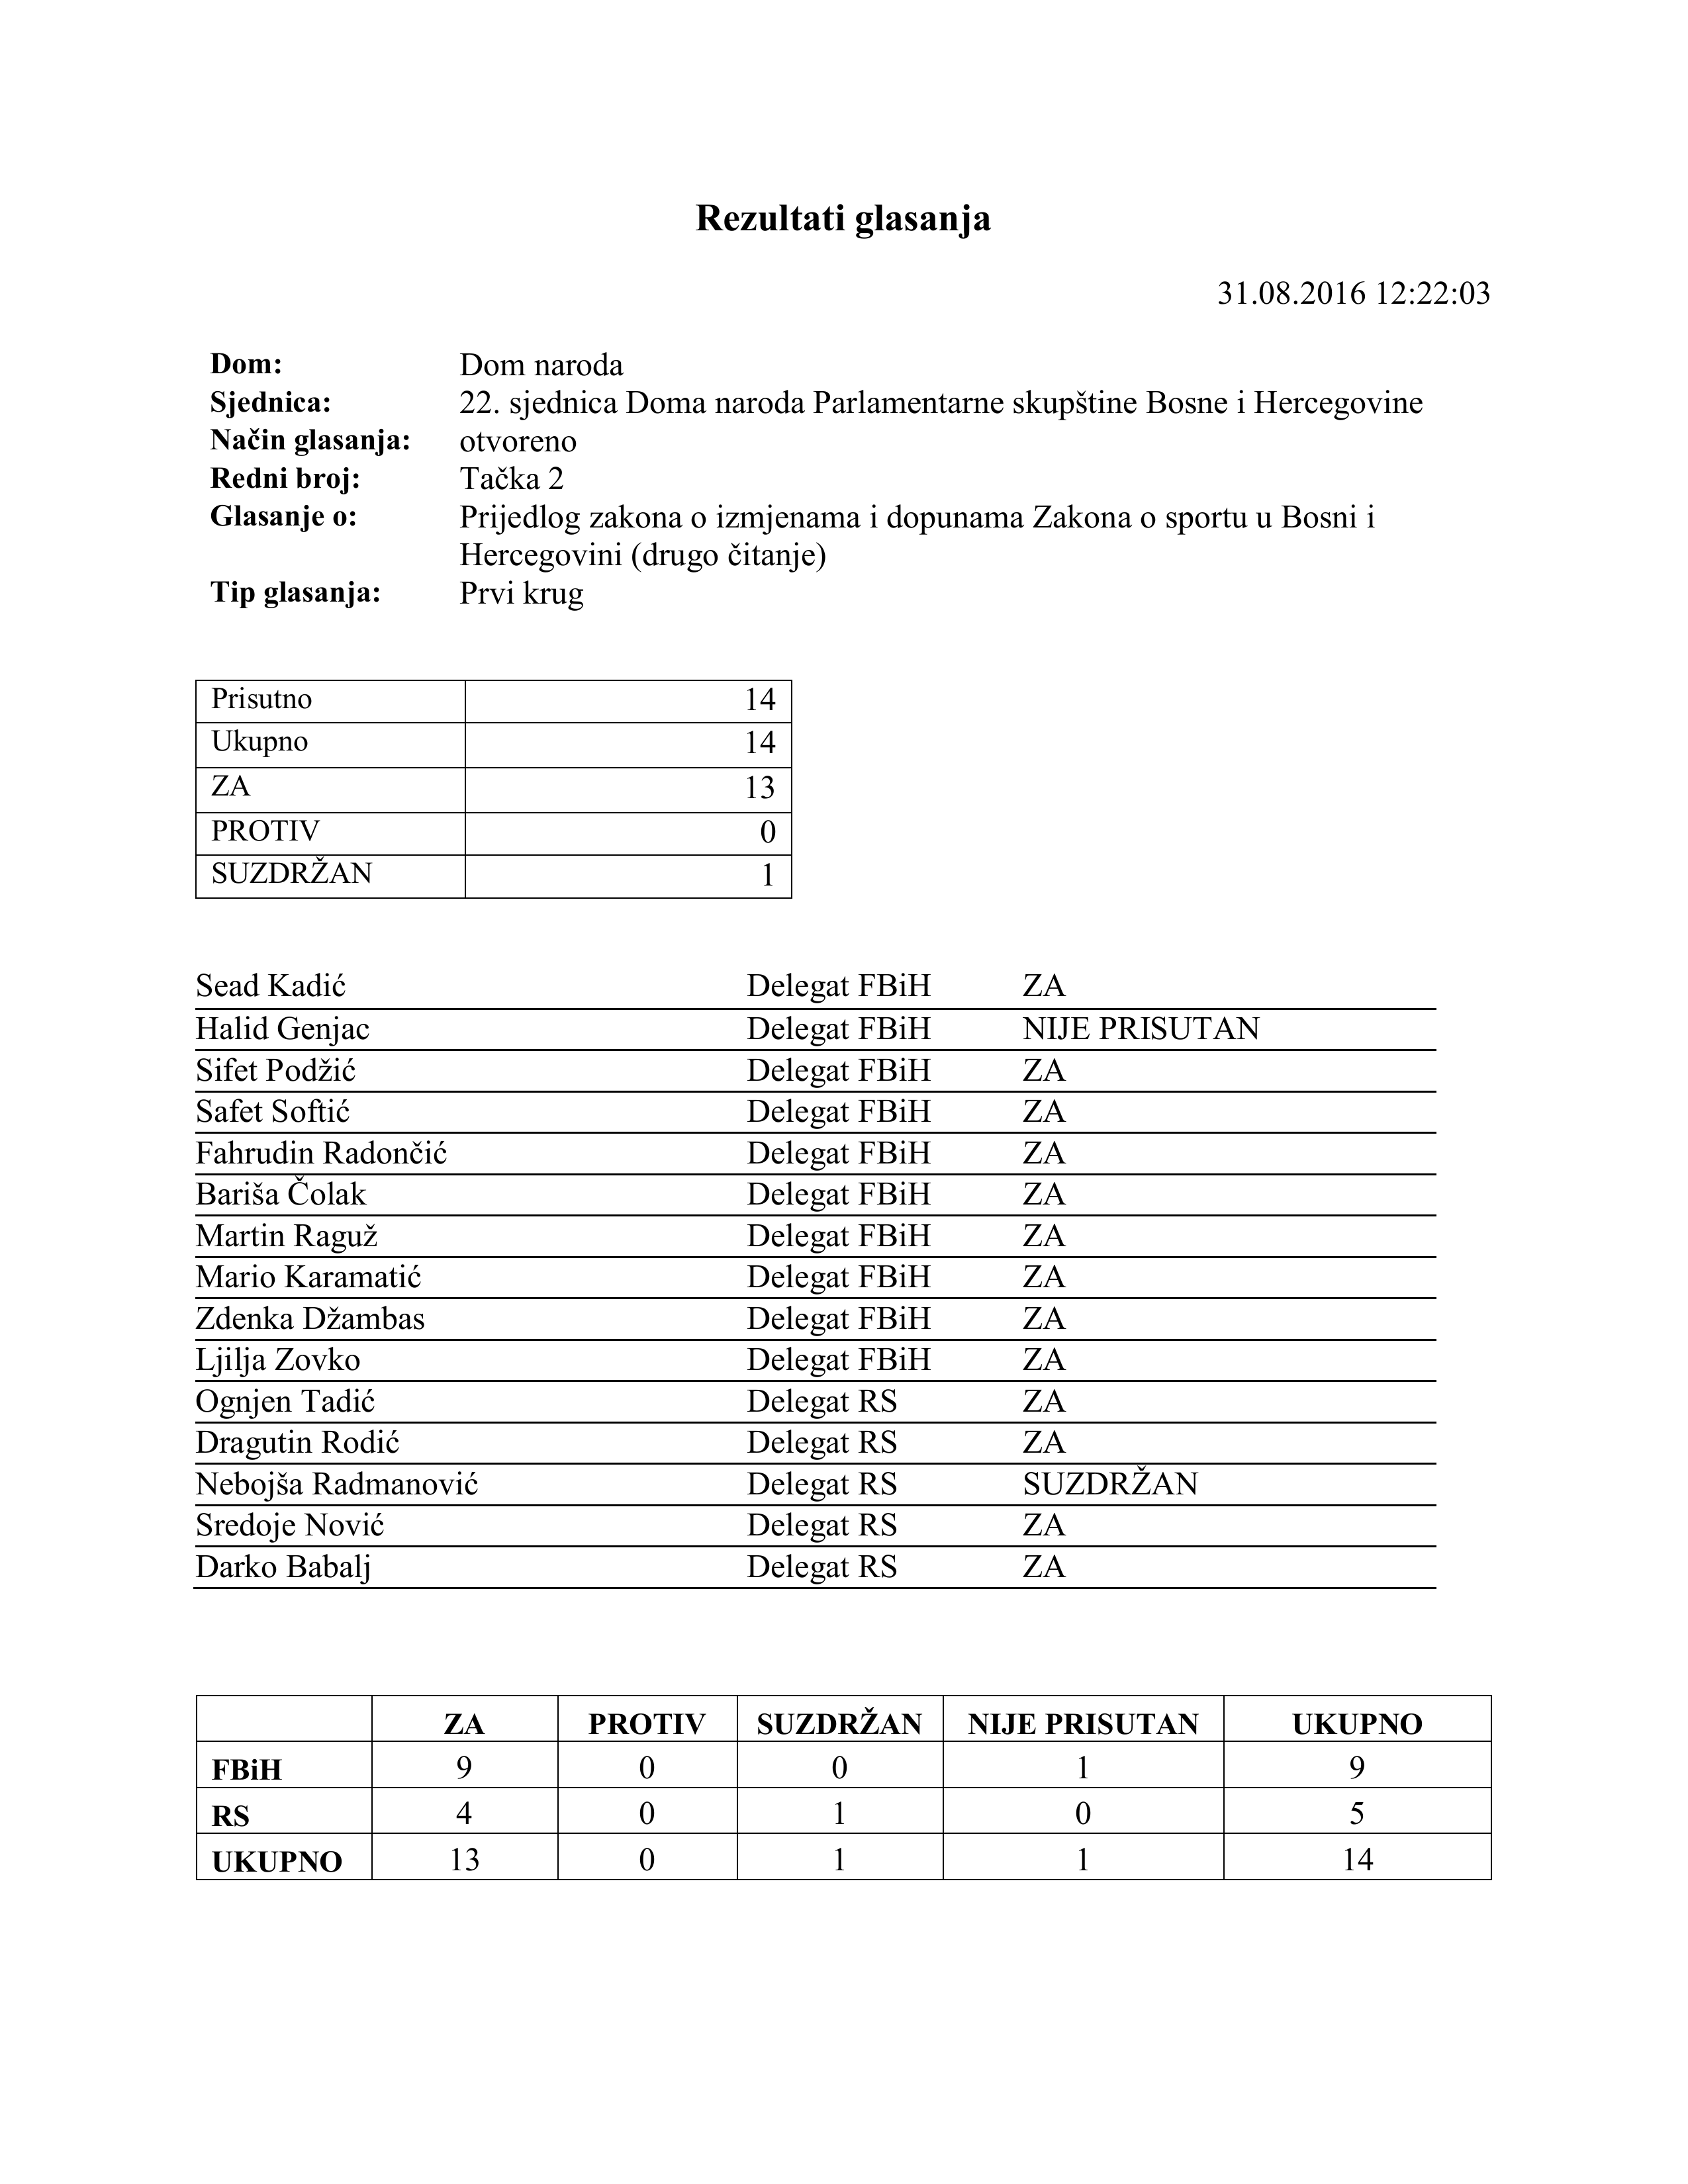 Rezultati glasanja
31.08.2016 12:22:03
Dom: Dom naroda
Sjednica: 22. sjednica Doma naroda Parlamentarne skupštine Bosne i Hercegovine
Način glasanja: otvoreno
Redni broj: Tačka 2
Glasanje o: Prijedlog zakona o izmjenama i dopunama Zakona o sportu u Bosni i
Hercegovini (drugo čitanje)
Tip glasanja: Prvi krug
Prisutno 14
Ukupno 14
ZA 13
PROTIV 0
SUZDRŽAN 1
Sead Kadić Delegat FBiH ZA
Halid Genjac Delegat FBiH NIJE PRISUTAN
Sifet Podžić Delegat FBiH ZA
Safet Softić Delegat FBiH ZA
Fahrudin Radončić Delegat FBiH ZA
Bariša Čolak Delegat FBiH ZA
Martin Raguž Delegat FBiH ZA
Mario Karamatić Delegat FBiH ZA
Zdenka Džambas Delegat FBiH ZA
Ljilja Zovko Delegat FBiH ZA
Ognjen Tadić Delegat RS ZA
Dragutin Rodić Delegat RS ZA
Nebojša Radmanović Delegat RS SUZDRŽAN
Sredoje Nović Delegat RS ZA
Darko Babalj Delegat RS ZA
ZA PROTIV SUZDRŽAN NIJE PRISUTAN UKUPNO
FBiH 9 0 0 1 9
RS 4 0 1 0 5
UKUPNO 13 0 1 1 14